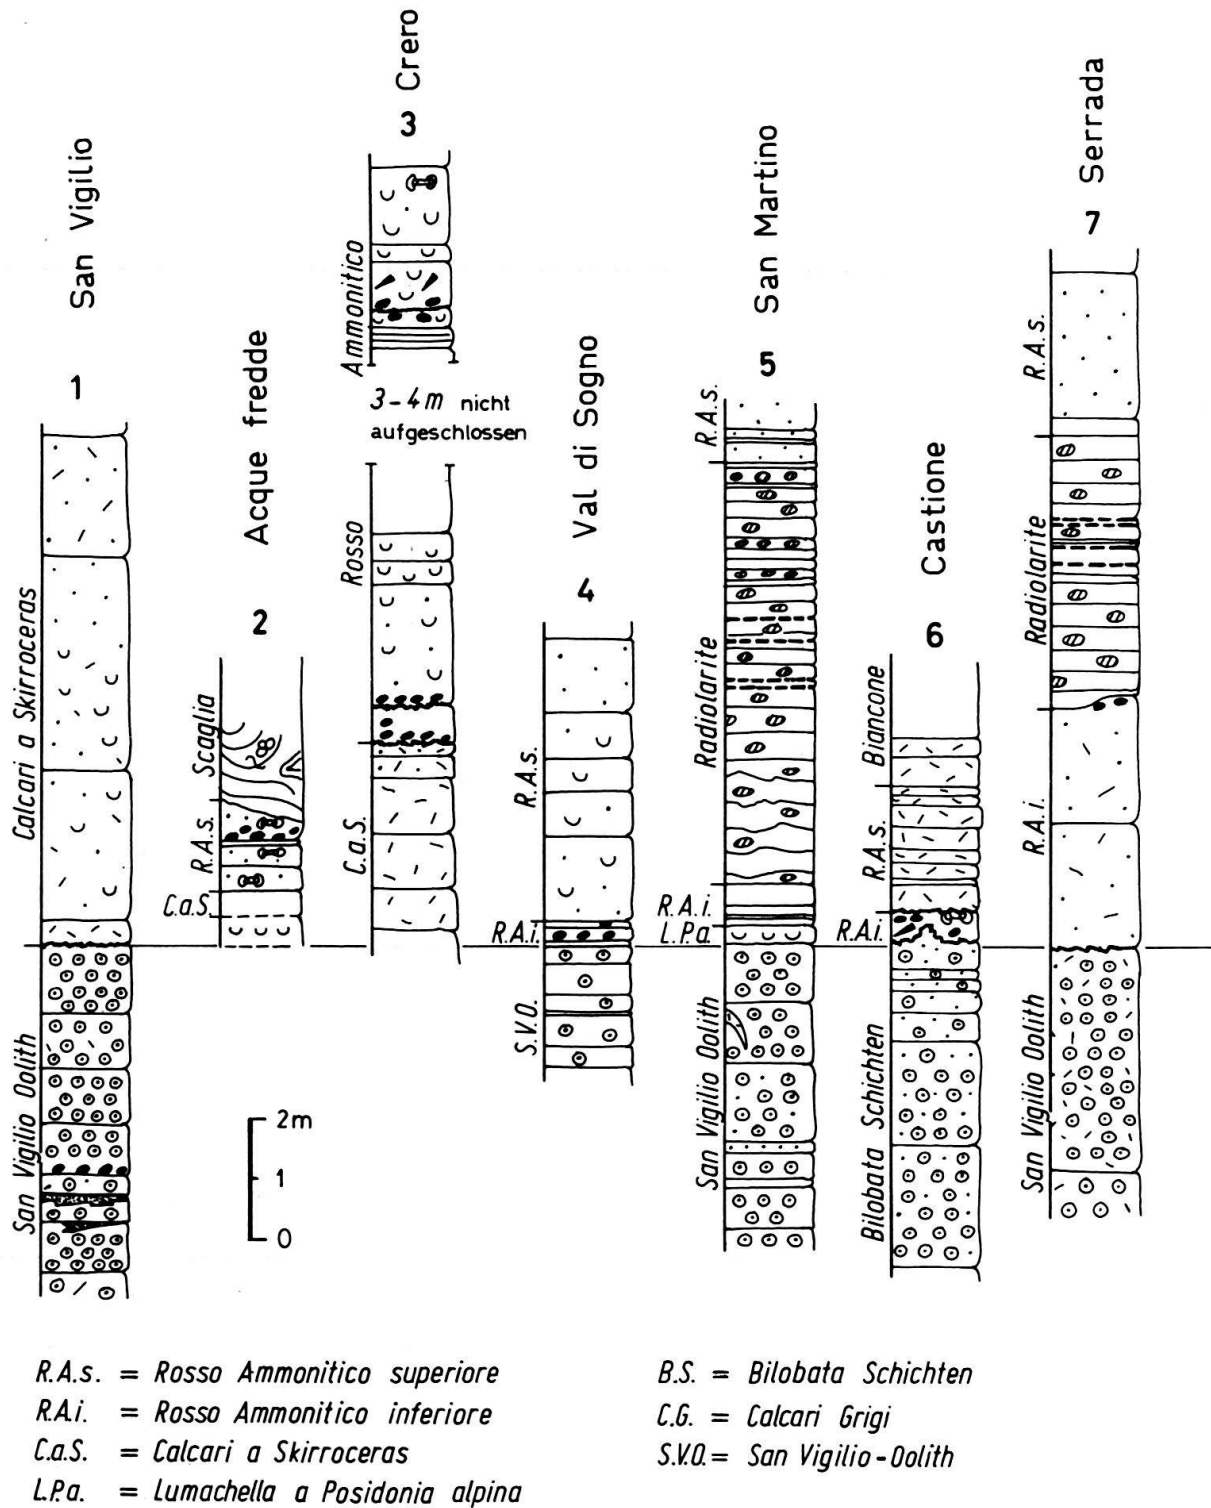 1 San Vigilio
Calcari a Skirroceras
San Vigilio Oolith
2 Acque fredde
Scaglia
R.A.s.
C.a.S.
3 Crero
Ammonitico
3-4m nicht
aufgeschlossen
Rosso
C.a.S.
4 Val di Sogno
R.A.s.
R.A.i.
S.V.O.
5 San Martino
R.A.s.
Radiolarite
R.A.i.
L.P.a.
San Vigilio Oolith
6 Castione
Biancone
R.A.s.
R.A.i.
Bilobata Schichten
7 Serrada
R.A.s.
Radiolarite
R.A.i.
San Vigilio Oolith
2m
1
0
R.A.s. = Rosso Ammonitico superiore
R.A.i. = Rosso Ammonitico inferiore
C.a.S. = Calcari a Skirroceras
L.P.a. = Lumachella a Posidonia alpina
B.S. = Bilobata Schichten
C.G. = Calcari Grigi
S.V.O. = San Vigilio-Oolith